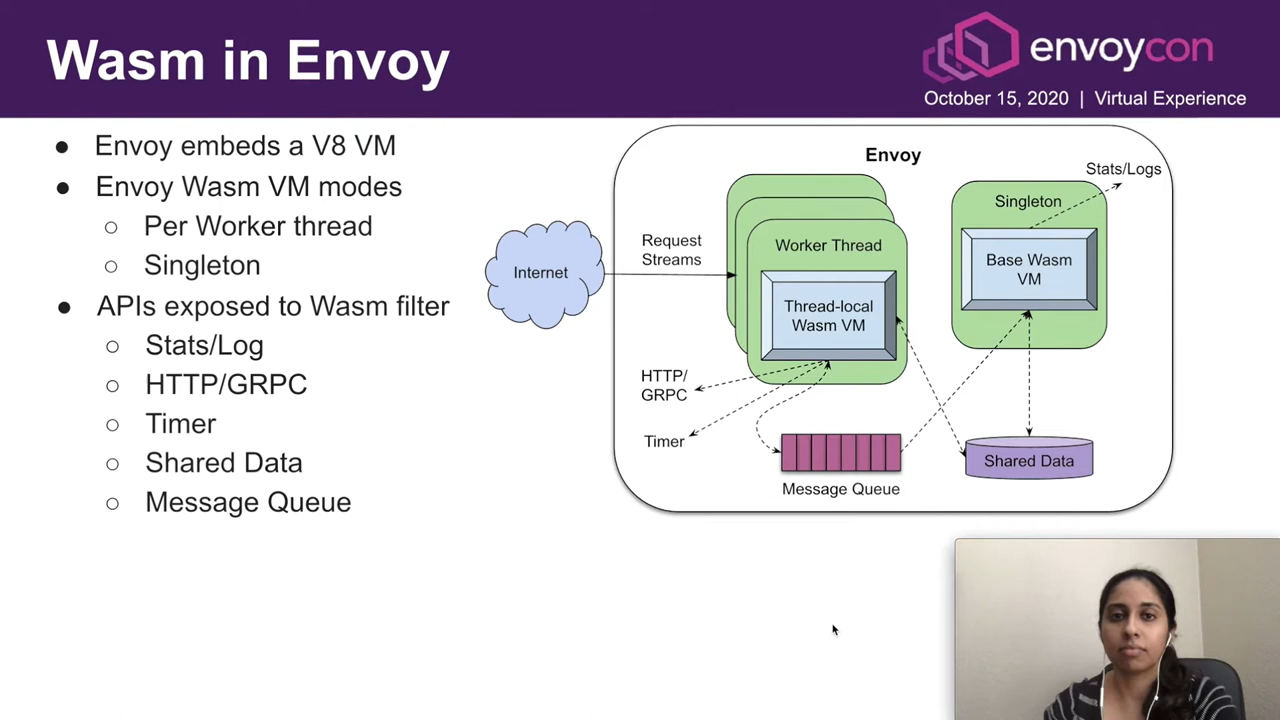 Wasm in Envoy
envoycon
October 15, 2020 | Virtual Experience
● Envoy embeds a V8 VM
● Envoy Wasm VM modes
○ Per Worker thread
○ Singleton
● APIs exposed to Wasm filter
○ Stats/Log
○ HTTP/GRPC
○ Timer
○ Shared Data
○ Message Queue
Envoy
Stats/Logs
Singleton
Base Wasm
VM
Request
Streams
Worker Thread
Internet
Thread-local
Wasm VM
HTTP/
GRPC
Timer
Message Queue
Shared Data